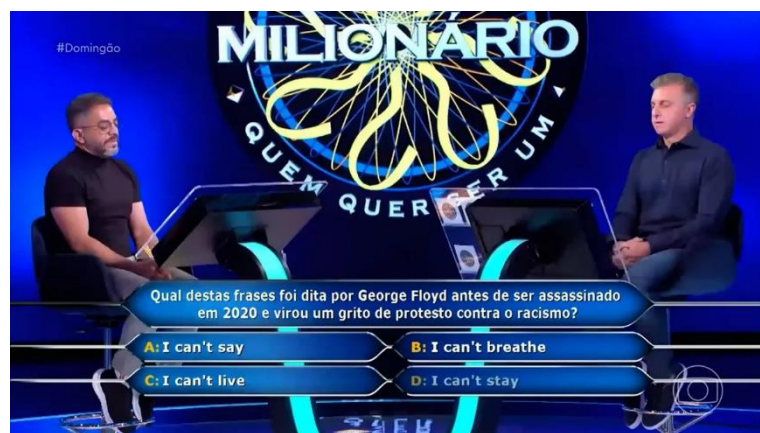 #Domingão
MILIONÁRIO
QUEM QUER SER UM
Qual destas frases foi dita por George Floyd antes de ser assassinado
em 2020 e virou um grito de protesto contra o racismo?
A: I can't say
B: I can't breathe
C: I can't live
D: I can't stay